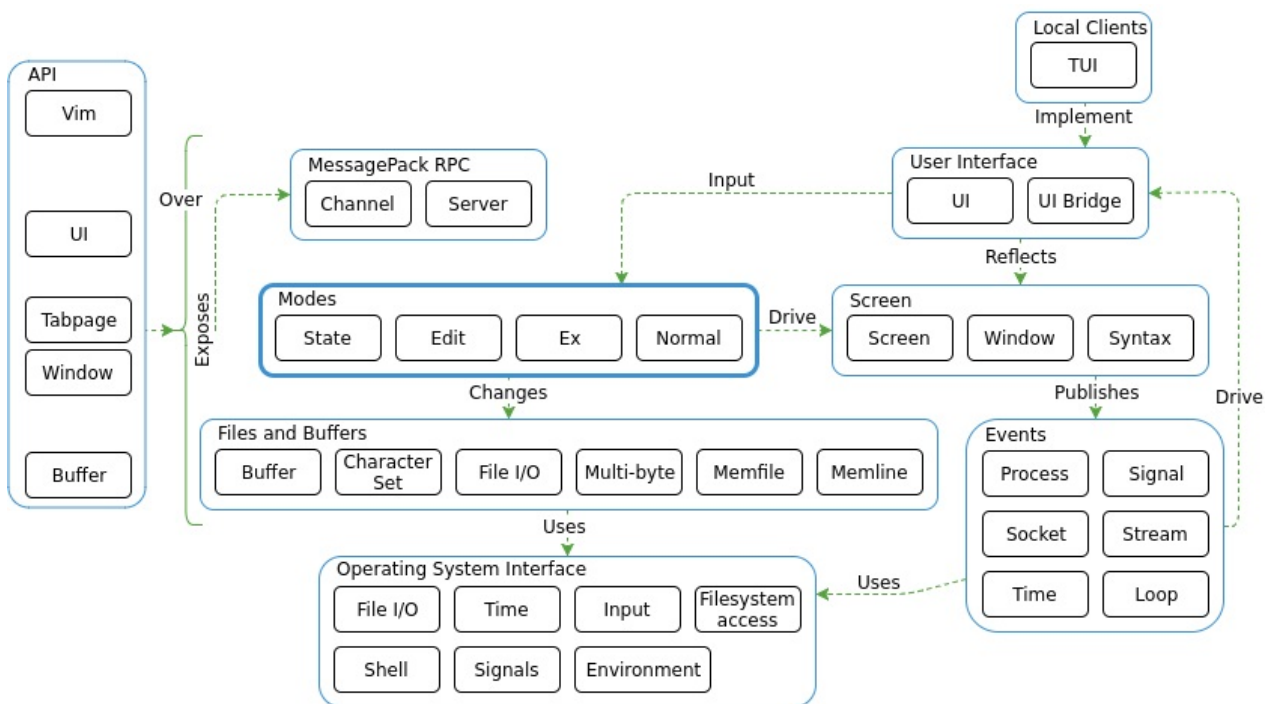 Local Clients
TUI
Implement
API
Vim
UI
Tabpage
Window
Buffer
Over
Exposes
MessagePack RPC
Channel
Server
Input
User Interface
UI
UI Bridge
Reflects
Modes
State
Edit
Ex
Normal
Drive
Screen
Screen
Window
Syntax
Changes
Publishes
Drive
Files and Buffers
Buffer
Character
Set
File I/O
Multi-byte
Memfile
Memline
Events
Process
Signal
Socket
Stream
Time
Loop
Uses
Uses
Operating System Interface
File I/O
Time
Input
Filesystem
access
Shell
Signals
Environment